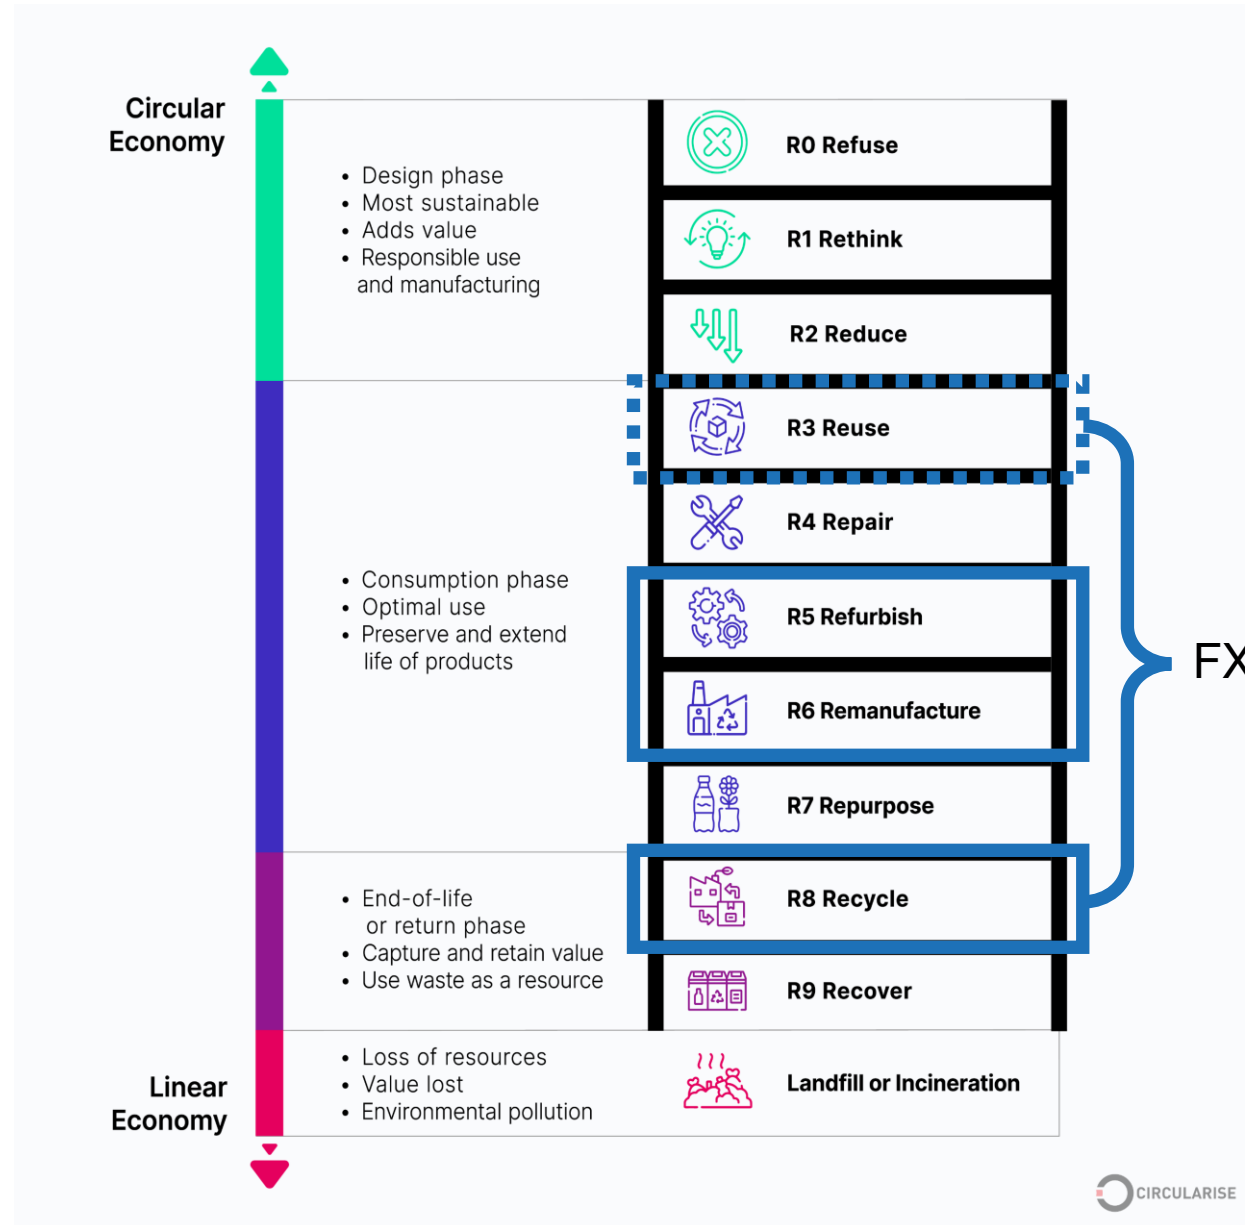 Circular
Economy
• Design phase
• Most sustainable
• Adds value
• Responsible use
and manufacturing
R0 Refuse
R1 Rethink
R2 Reduce
R3 Reuse
R4 Repair
• Consumption phase
• Optimal use
• Preserve and extend
life of products
R5 Refurbish
R6 Remanufacture
R7 Repurpose
FX
• End-of-life
or return phase
• Capture and retain value
• Use waste as a resource
R8 Recycle
R9 Recover
Linear
Economy
• Loss of resources
• Value lost
• Environmental pollution
Landfill or Incineration
CIRCULARISE